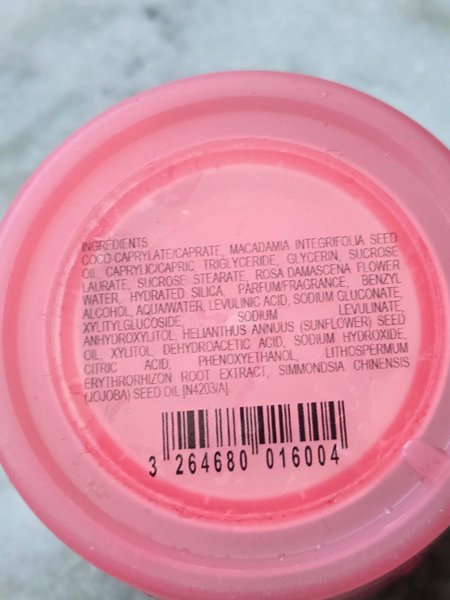 INGREDIENTS
COCO-CAPRYLATE/CAPRATE, MACADAMIA INTEGRIFOLIA SEED
OIL, CAPRYLIC/CAPRIC TRIGLYCERIDE, GLYCERIN, SUCROSE
LAURATE, SUCROSE STEARATE, ROSA DAMASCENA FLOWER
WATER, HYDRATED SILICA, PARFUM/FRAGRANCE, BENZYL
ALCOHOL, AQUA/WATER, LEVULINIC ACID, SODIUM GLUCONATE,
XYLITYLGLUCOSIDE, SODIUM LEVULINATE,
ANHYDROXYLITOL, HELIANTHUS ANNUUS (SUNFLOWER) SEED
OIL, XYLITOL, DEHYDROACETIC ACID, SODIUM HYDROXIDE,
CITRIC ACID, PHENOXYETHANOL, LITHOSPERMUM
ERYTHRORHIZON ROOT EXTRACT, SIMMONDSIA CHINENSIS
(JOJOBA) SEED OIL [N4203/A].
3 264680 016004